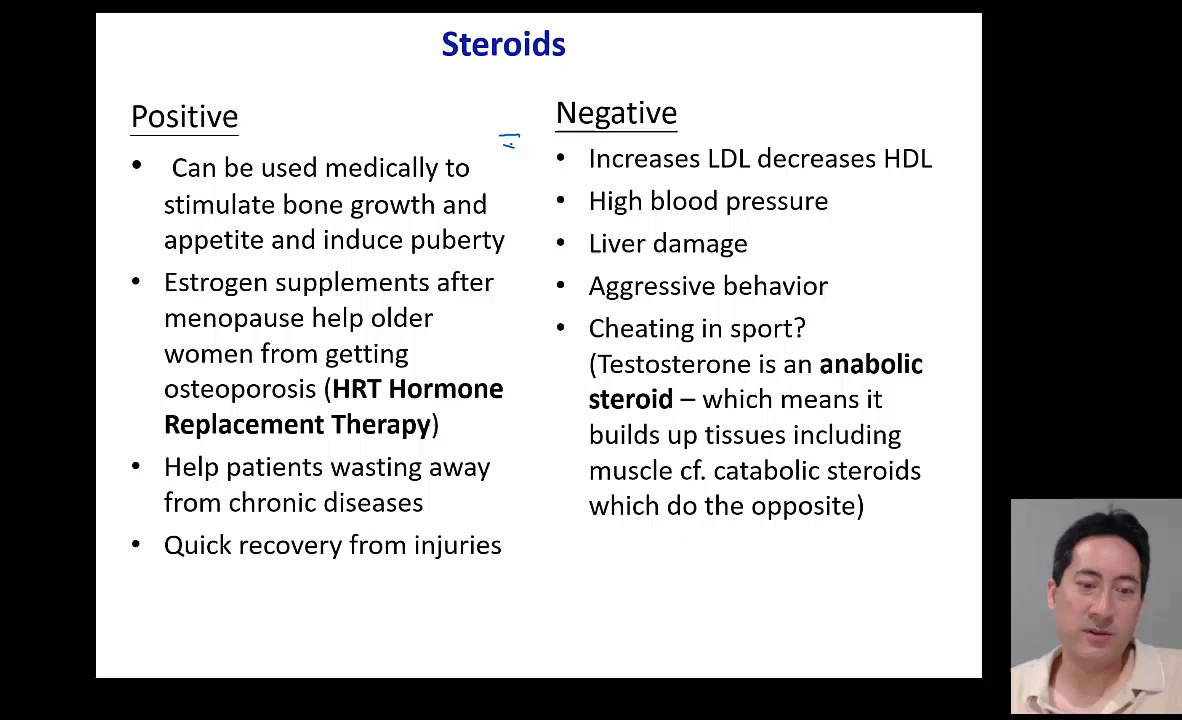 Steroids
Positive
• Can be used medically to
stimulate bone growth and
appetite and induce puberty
• Estrogen supplements after
menopause help older
women from getting
osteoporosis (HRT Hormone
Replacement Therapy)
• Help patients wasting away
from chronic diseases
• Quick recovery from injuries
Negative
• Increases LDL decreases HDL
• High blood pressure
• Liver damage
• Aggressive behavior
• Cheating in sport?
(Testosterone is an anabolic
steroid – which means it
builds up tissues including
muscle cf. catabolic steroids
which do the opposite)